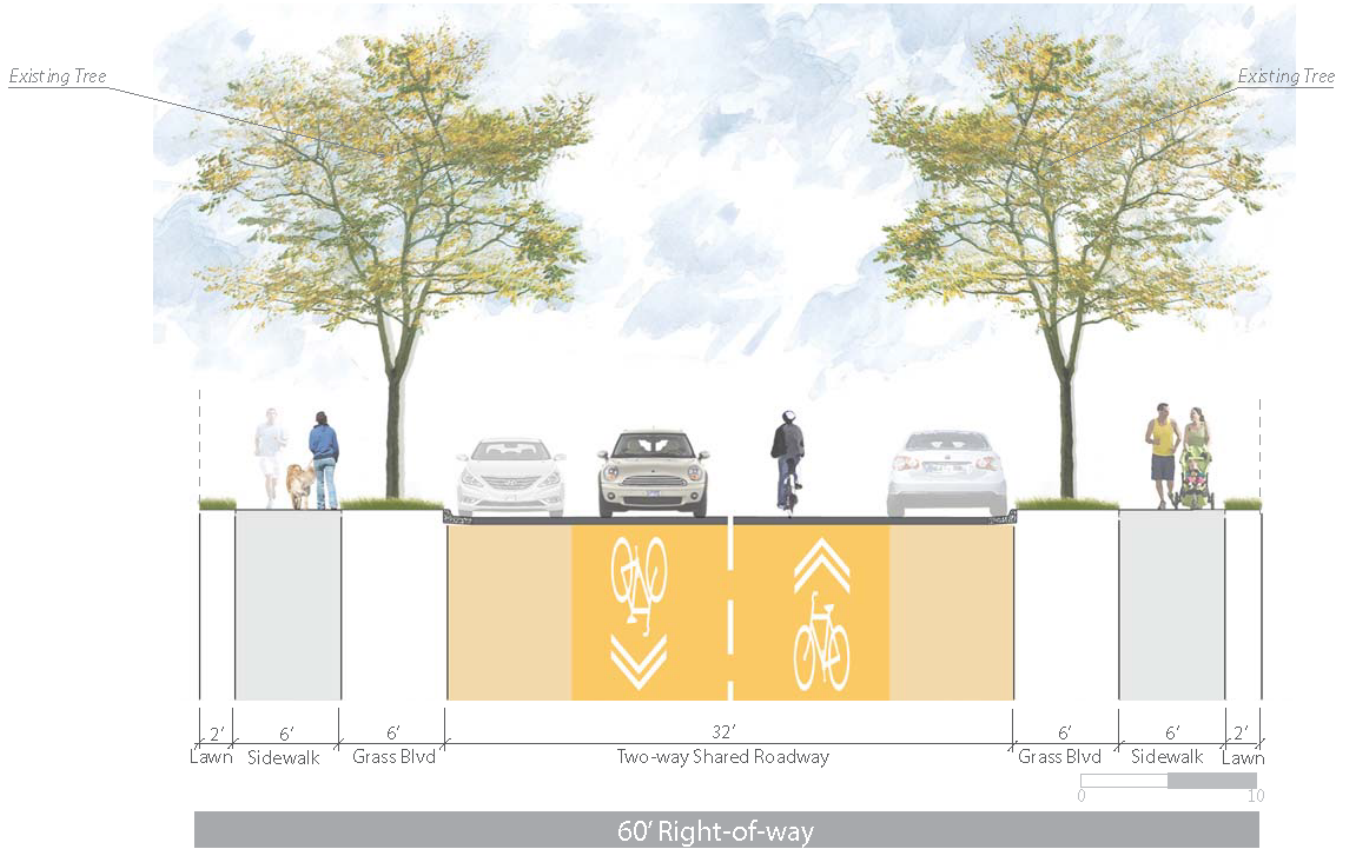 Existing Tree
Existing Tree
2’ 6’ 6’ 32’ 6’ 6’ 2’
Lawn Sidewalk Grass Blvd Two-way Shared Roadway Grass Blvd Sidewalk Lawn
0 10
60’ Right-of-way